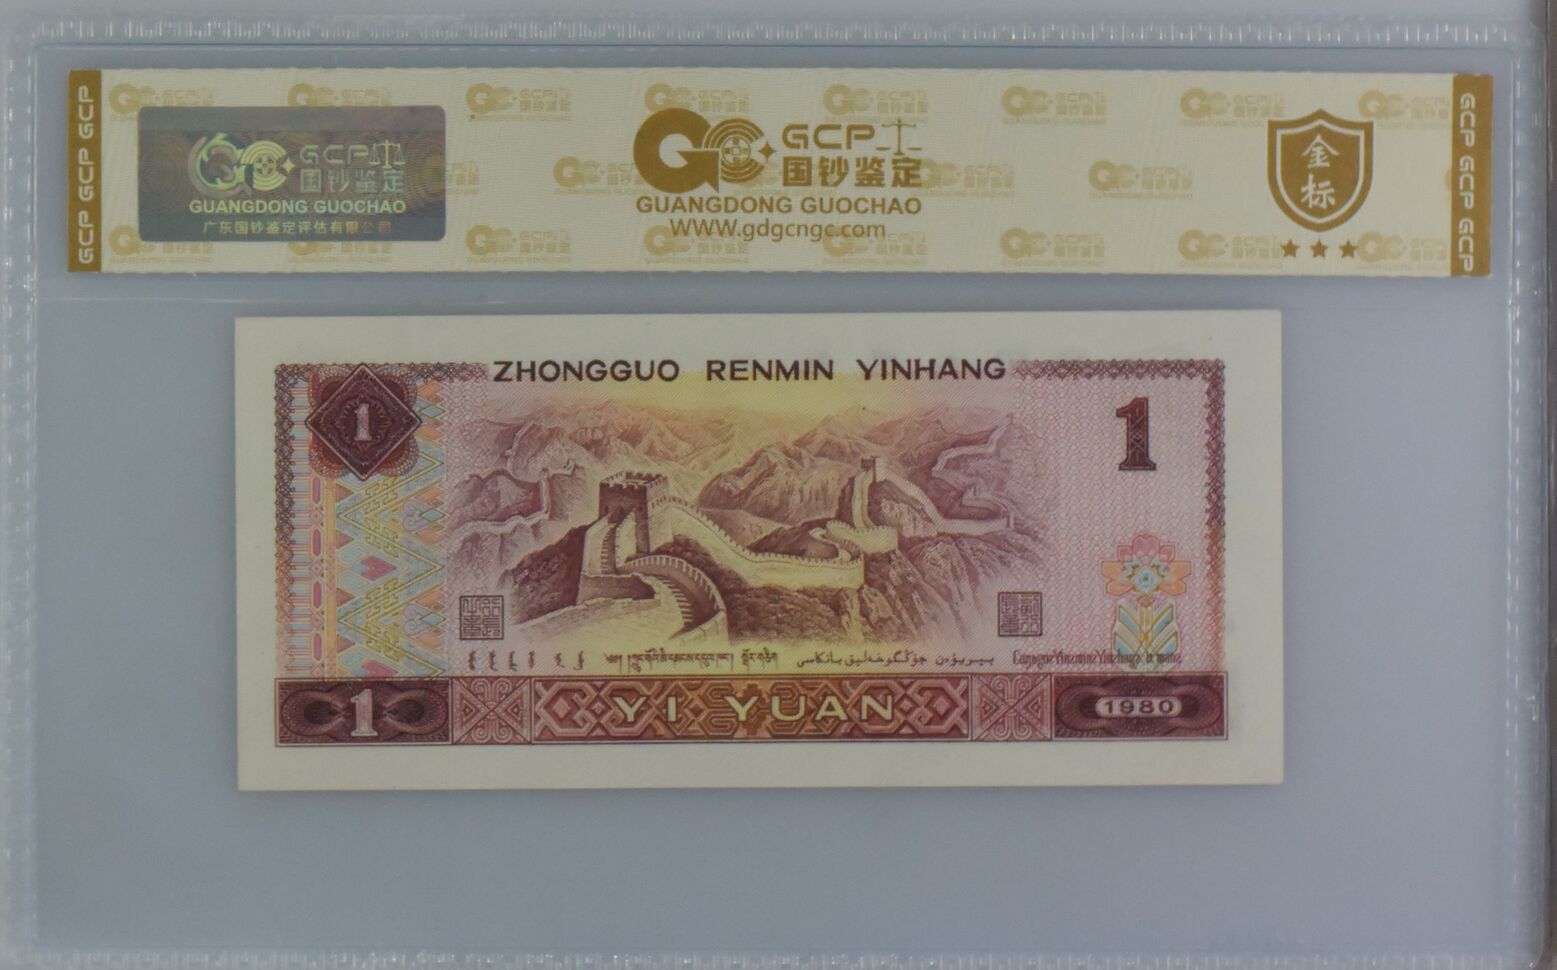 GCP GCP GCP
GCP
国钞鉴定
GUANGDONG GUOCHAO
广东国钞鉴定评估有限公司
GCP
国钞鉴定
GUANGDONG GUOCHAO
WWW.gdgcngc.com
金标
GCP GCP GCP
ZHONGGUO RENMIN YINHANG
1
1
1
YI YUAN
1980